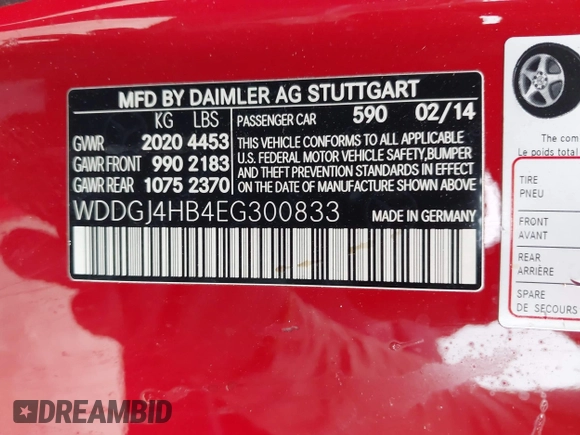 MFD BY DAIMLER AG STUTTGART
KG LBS
GVWR 2020 4453
GAWR FRONT 990 2183
GAWR REAR 1075 2370
PASSENGER CAR 590 02/14
THIS VEHICLE CONFORMS TO ALL APPLICABLE
U.S. FEDERAL MOTOR VEHICLE SAFETY, BUMPER
AND THEFT PREVENTION STANDARDS IN EFFECT
ON THE DATE OF MANUFACTURE SHOWN ABOVE.
WDDGJ4HB4EG300833
MADE IN GERMANY
The com
Le poids total
TIRE
PNEU
FRONT
AVANT
REAR
ARRIÈRE
SPARE
DE SECOURS
DREAMBID